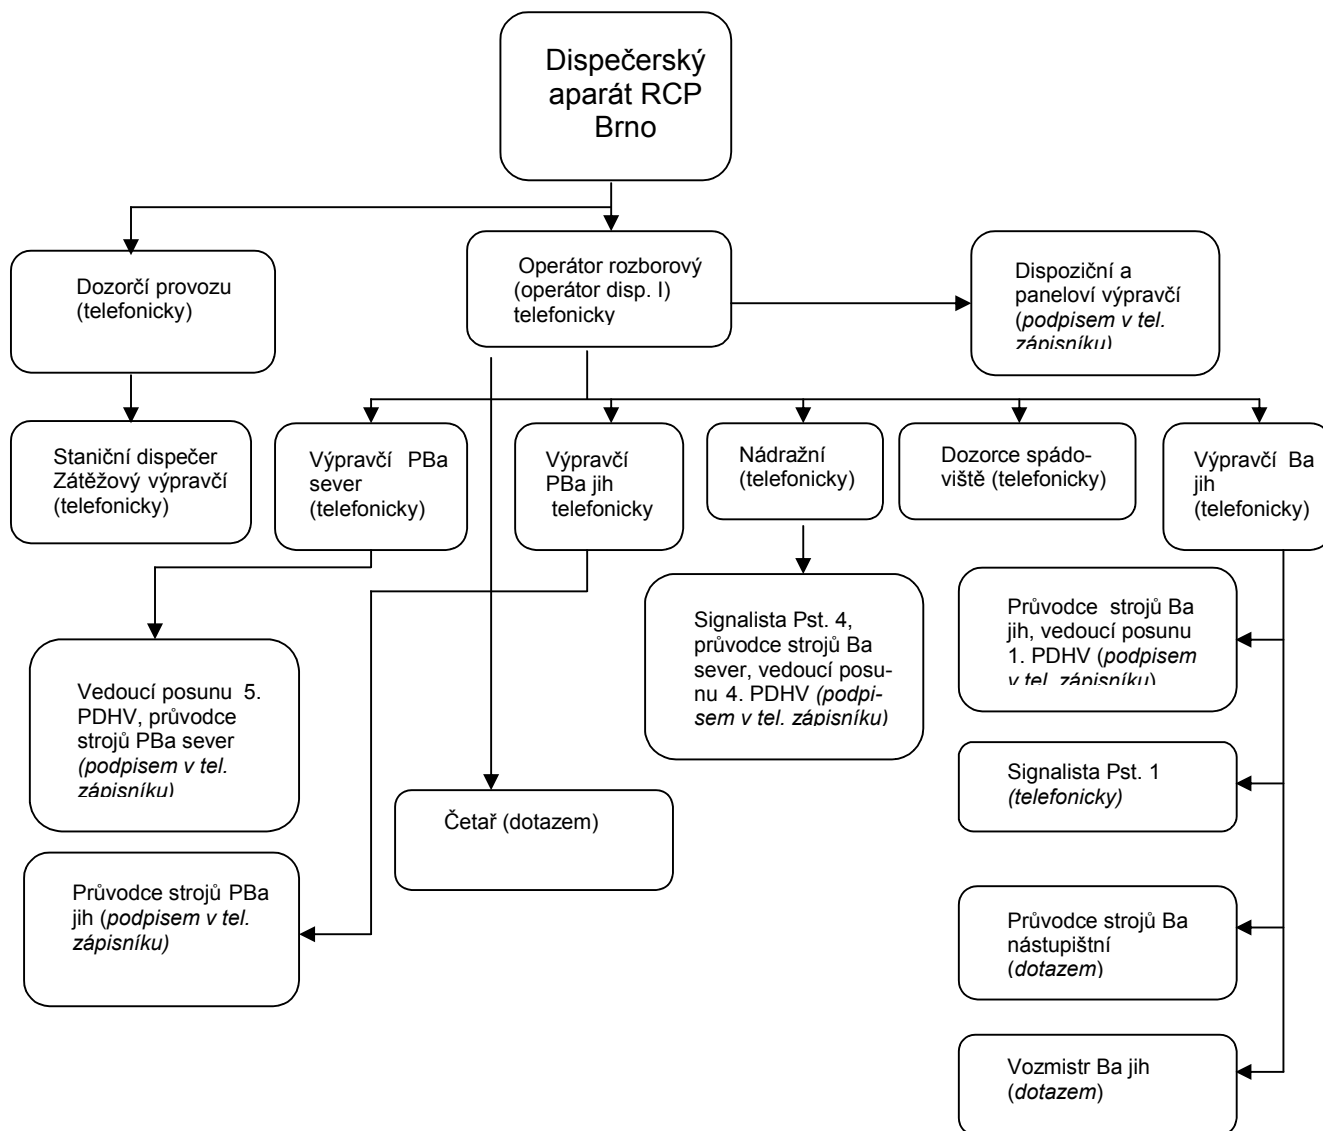 Dispečerský
aparát RCP
Brno
Dozorčí provozu
(telefonicky)
Operátor rozborový
(operátor disp. I)
telefonicky
Dispoziční a
paneloví výpravčí
(podpisem v tel.
zápisníku)
Staniční dispečer
Zátěžový výpravčí
(telefonicky)
Výpravčí PBa
sever
(telefonicky)
Výpravčí
PBa jih
telefonicky
Nádražní
(telefonicky)
Dozorce spádo-
viště (telefonicky)
Výpravčí Ba
jih
(telefonicky)
Vedoucí posunu 5.
PDHV, průvodce
strojů PBa sever
(podpisem v tel.
zápisníku)
Signalista Pst. 4,
průvodce strojů Ba
sever, vedoucí posu-
nu 4. PDHV (podpi-
sem v tel. zápisníku)
Průvodce strojů Ba
jih, vedoucí posunu
1. PDHV (podpisem
v tel. zápisníku)
Signalista Pst. 1
(telefonicky)
Četař (dotazem)
Průvodce strojů PBa
jih (podpisem v tel.
zápisníku)
Průvodce strojů Ba
nástupištní
(dotazem)
Vozmistr Ba jih
(dotazem)